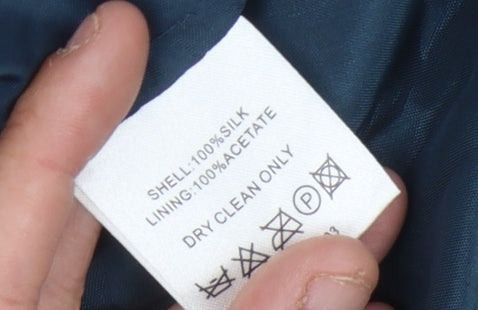 SHELL:100%SILK
LINING:100%ACETATE
DRY CLEAN ONLY
P